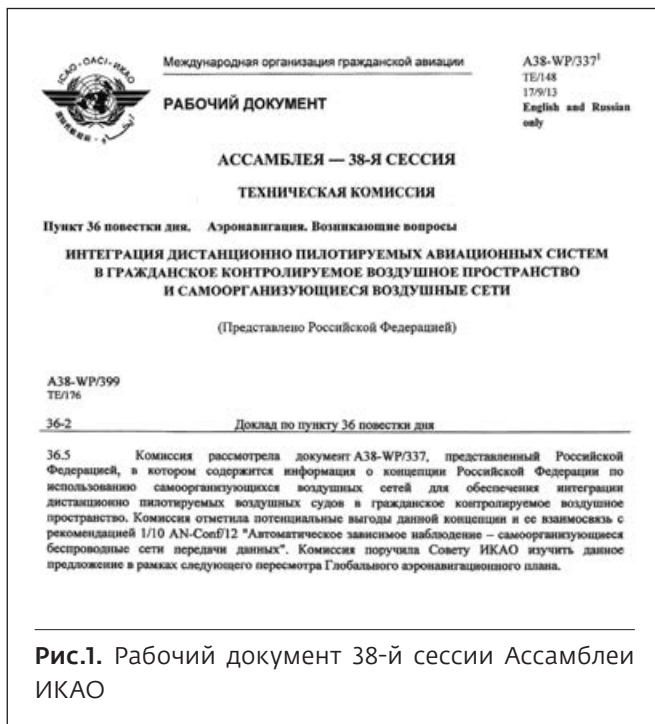 ICAO·OACI·ИКАО
Международная организация гражданской авиации
РАБОЧИЙ ДОКУМЕНТ
A38-WP/337¹
TE/148
17/9/13
English and Russian
only
АССАМБЛЕЯ — 38-Я СЕССИЯ
ТЕХНИЧЕСКАЯ КОМИССИЯ
Пункт 36 повестки дня. Аэронавигация. Возникающие вопросы
ИНТЕГРАЦИЯ ДИСТАНЦИОННО ПИЛОТИРУЕМЫХ АВИАЦИОННЫХ СИСТЕМ
В ГРАЖДАНСКОЕ КОНТРОЛИРУЕМОЕ ВОЗДУШНОЕ ПРОСТРАНСТВО
И САМООРГАНИЗУЮЩИЕСЯ ВОЗДУШНЫЕ СЕТИ
(Представлено Российской Федерацией)
A38-WP/399
TE/176
36-2 Доклад по пункту 36 повестки дня
36.5 Комиссия рассмотрела документ A38-WP/337, представленный Российской
Федерацией, в котором содержится информация о концепции Российской Федерации по
использованию самоорганизующихся воздушных сетей для обеспечения интеграции
дистанционно пилотируемых воздушных судов в гражданское контролируемое воздушное
пространство. Комиссия отметила потенциальные выгоды данной концепции и ее взаимосвязь с
рекомендацией 1/10 AN-Conf/12 "Автоматическое зависимое наблюдение – самоорганизующиеся
беспроводные сети передачи данных". Комиссия поручила Совету ИКАО изучить данное
предложение в рамках следующего пересмотра Глобального аэронавигационного плана.
Рис.1. Рабочий документ 38-й сессии Ассамблеи
ИКАО